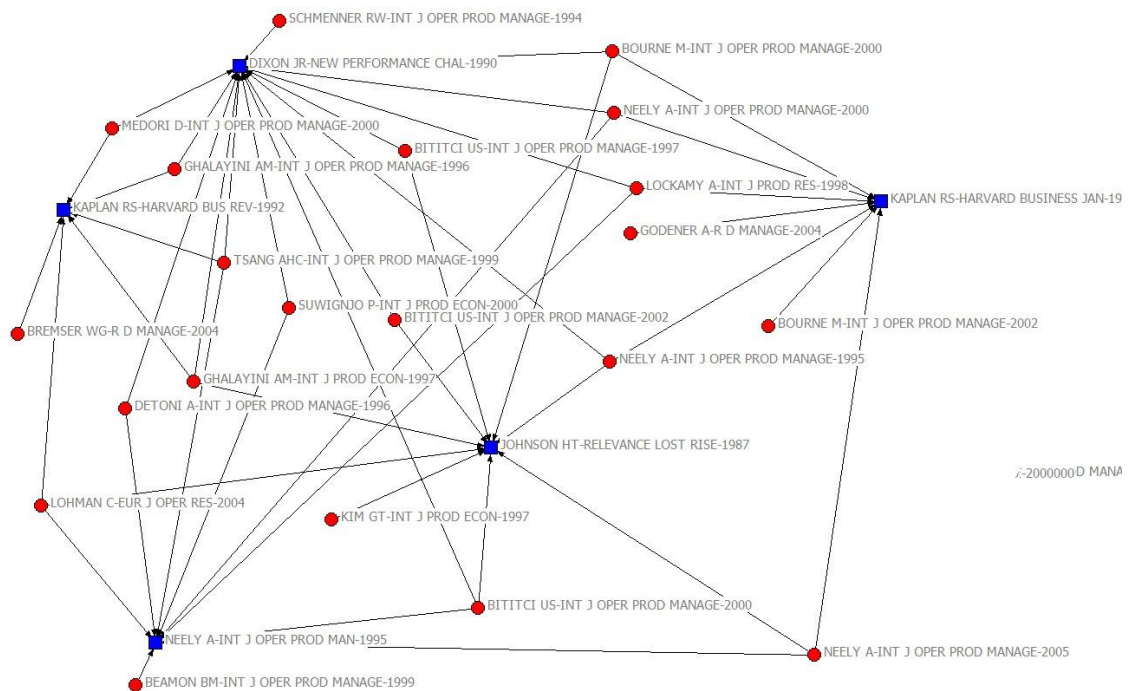 SCHMENNER RW-INT J OPER PROD MANAGE-1994
BOURNE M-INT J OPER PROD MANAGE-2000
DIXON JR-NEW PERFORMANCE CHAL-1990
NEELY A-INT J OPER PROD MANAGE-2000
MEDORI D-INT J OPER PROD MANAGE-2000
BITITCI US-INT J OPER PROD MANAGE-1997
GHALAYINI AM-INT J OPER PROD MANAGE-1996
LOCKAMY A-INT J PROD RES-1998
KAPLAN RS-HARVARD BUSINESS JAN-19
KAPLAN RS-HARVARD BUS REV-1992
GODENER A-R D MANAGE-2004
TSANG AHC-INT J OPER PROD MANAGE-1999
SUWIGNJO P-INT J PROD ECON-2000
BITITCI US-INT J OPER PROD MANAGE-2002
BOURNE M-INT J OPER PROD MANAGE-2002
BREMSER WG-R D MANAGE-2004
NEELY A-INT J OPER PROD MANAGE-1995
GHALAYINI AM-INT J PROD ECON-1997
DETONI A-INT J OPER PROD MANAGE-1996
JOHNSON HT-RELEVANCE LOST RISE-1987
D MANA
LOHMAN C-EUR J OPER RES-2004
KIM GT-INT J PROD ECON-1997
BITITCI US-INT J OPER PROD MANAGE-2000
NEELY A-INT J OPER PROD MAN-1995
NEELY A-INT J OPER PROD MANAGE-2005
BEAMON BM-INT J OPER PROD MANAGE-1999